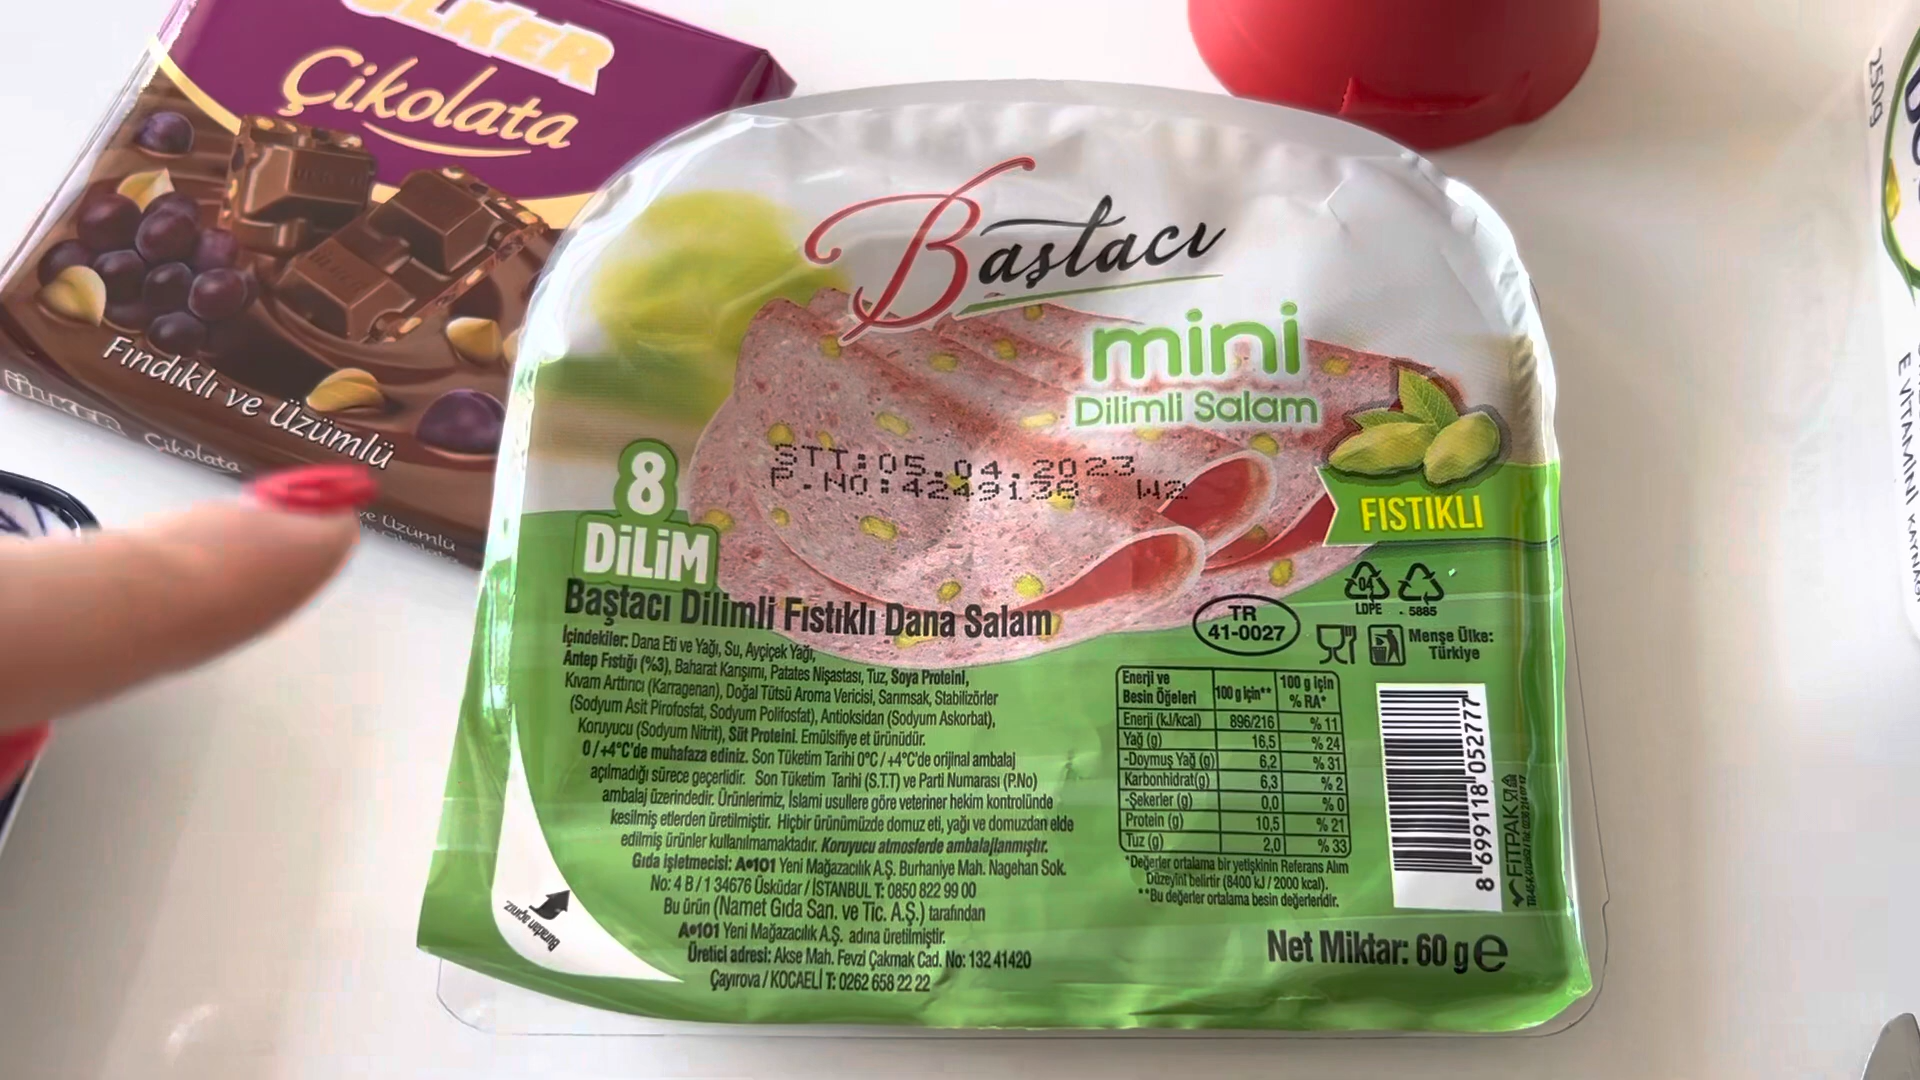 ÜLKER
Çikolata
Fındıklı ve Üzümlü
ÜLKER Çikolata
ve Üzümlü
Baştacı
mini
Dilimli Salam
STT:05.04.2023
P.NO:4249138 W2
8
DİLİM
FISTIKLI
Baştacı Dilimli Fıstıklı Dana Salam
İçindekiler: Dana Eti ve Yağı, Su, Ayçiçek Yağı,
Antep Fıstığı (%3), Baharat Karışımı, Patates Nişastası, Tuz, Soya Proteini,
Kıvam Arttırıcı (Karagenan), Doğal Tütsü Aroma Vericisi, Sarımsak, Stabilizörler
(Sodyum Asit Pirofosfat, Sodyum Polifosfat), Antioksidan (Sodyum Askorbat),
Koruyucu (Sodyum Nitrit), Süt Proteini. Emülsifiye et ürünüdür.
0 / +4°C'de muhafaza ediniz. Son Tüketim Tarihi 0°C / +4°C'de orijinal ambalaj
açılmadığı sürece geçerlidir. Son Tüketim Tarihi (S.T.T) ve Parti Numarası (P.No)
ambalaj üzerindedir. Ürünlerimiz, İslami usullere göre veteriner hekim kontrolünde
kesilmiş etlerden üretilmiştir. Hiçbir ürünümüzde domuz eti, yağı ve domuzdan elde
edilmiş ürünler kullanılmamaktadır. Koruyucu atmosferde ambalajlanmıştır.
Gıda İşletmecisi: A101 Yeni Mağazacılık A.Ş. Burhaniye Mah. Nagehan Sok.
No: 4 B / 1 34676 Üsküdar / İSTANBUL T: 0850 822 99 00
Bu ürün (Namet Gıda San. ve Tic. A.Ş.) tarafından
A101 Yeni Mağazacılık A.Ş. adına üretilmiştir.
Üretici adresi: Akse Mah. Fevzi Çakmak Cad. No: 132 41420
Çayırova / KOCAELİ T: 0262 658 22 22
Buradan açınız.
TR
41-0027
04
LDPE
5885
Menşe Ülke:
Türkiye
Enerji ve Besin Öğeleri 100 g İçin** 100 g için % RA*
Enerji (kJ/kcal) 896/216 % 11
Yağ (g) 16,5 % 24
-Doymuş Yağ (g) 6,2 % 31
Karbonhidrat(g) 6,3 % 2
-Şekerler (g) 0,0 % 0
Protein (g) 10,5 % 21
Tuz (g) 2,0 % 33
*Değerler ortalama bir yetişkinin Referans Alım
Düzeyini belirtir (8400 kJ / 2000 kcal).
**Bu değerler ortalama besin değerleridir.
8 699118 052777
FİTPAK
Net Miktar: 60 g e
250g
E VİTAMİNİ KAYNAĞI